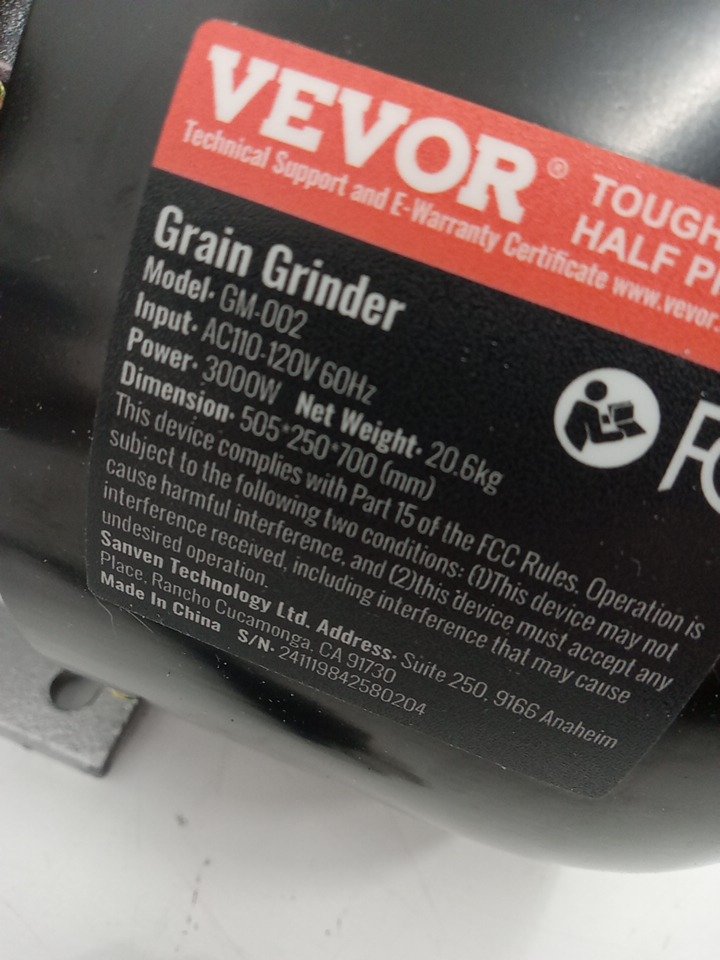 VEVOR®
Technical Support and E-Warranty Certificate www.vevor.
TOUGH
HALF PR
Grain Grinder
Model· GM-002
Input· AC110-120V 60Hz
Power· 3000W Net Weight· 20.6kg
Dimension· 505*250*700 (mm)
This device complies with Part 15 of the FCC Rules. Operation is
subject to the following two conditions: (1)This device may not
cause harmful interference, and (2)this device must accept any
interference received, including interference that may cause
undesired operation.
Sanven Technology Ltd. Address· Suite 250, 9166 Anaheim
Place, Rancho Cucamonga, CA 91730
Made In China S/N· 241119842580204